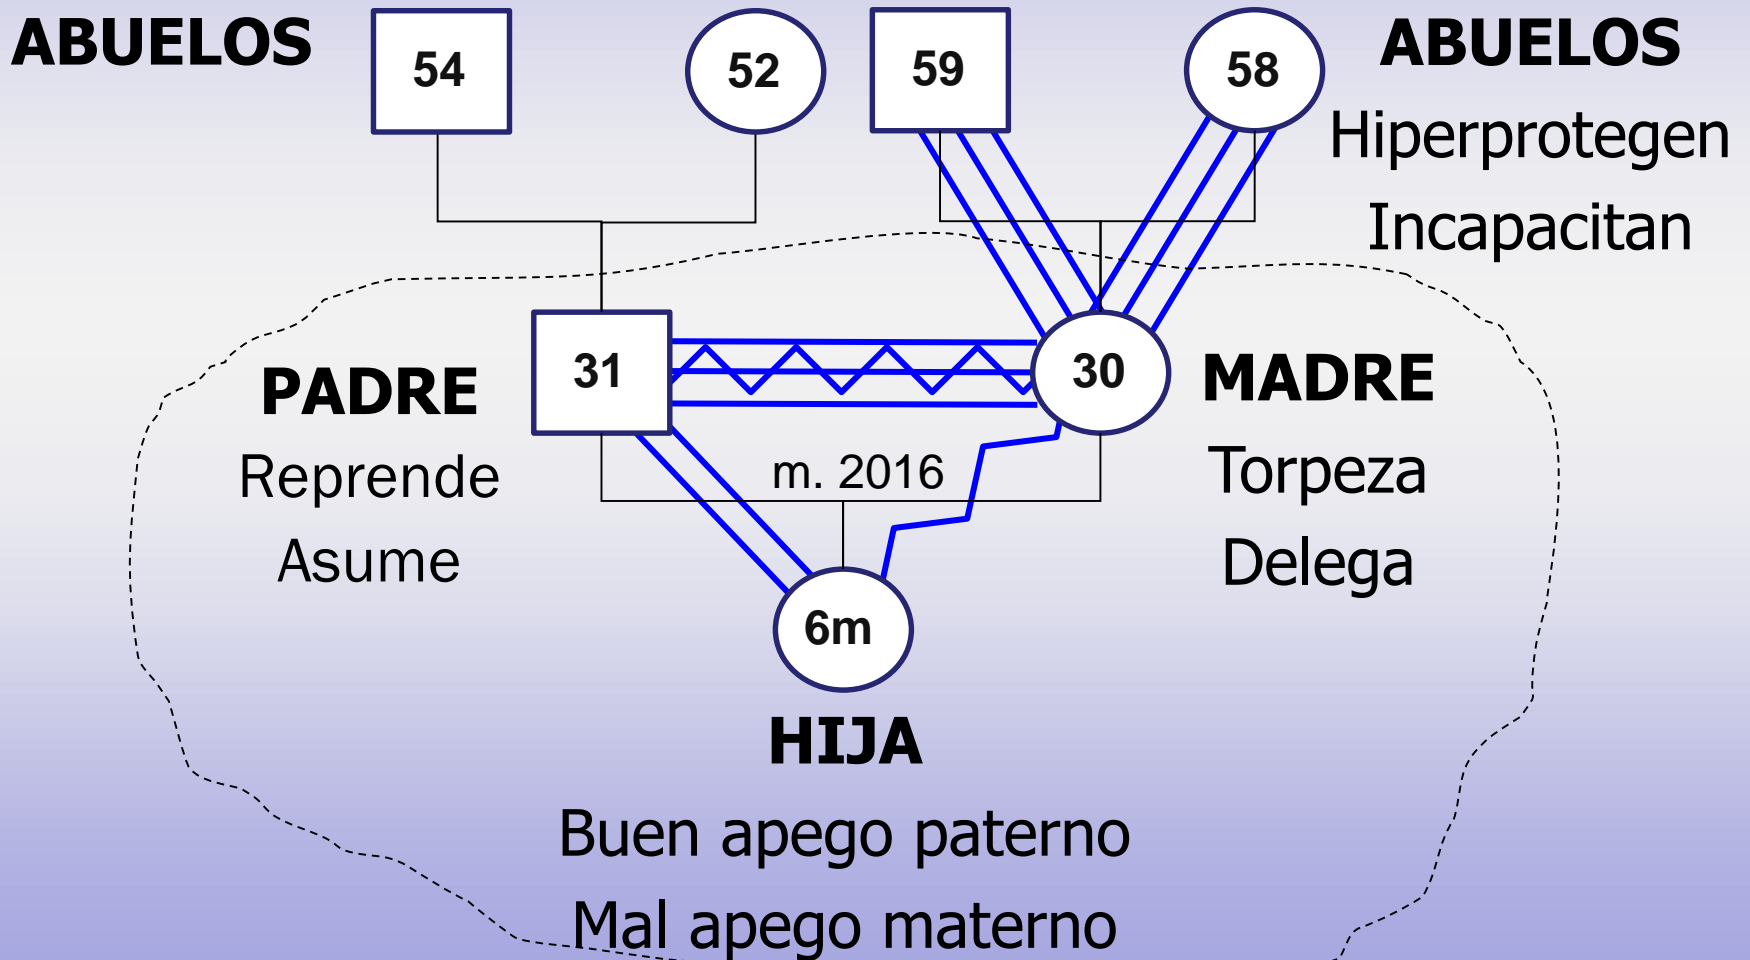 ABUELOS
54
52
59
58
ABUELOS
Hiperprotegen
Incapacitan
PADRE
Reprende
Asume
31
30
MADRE
Torpeza
Delega
m. 2016
6m
HIJA
Buen apego paterno
Mal apego materno